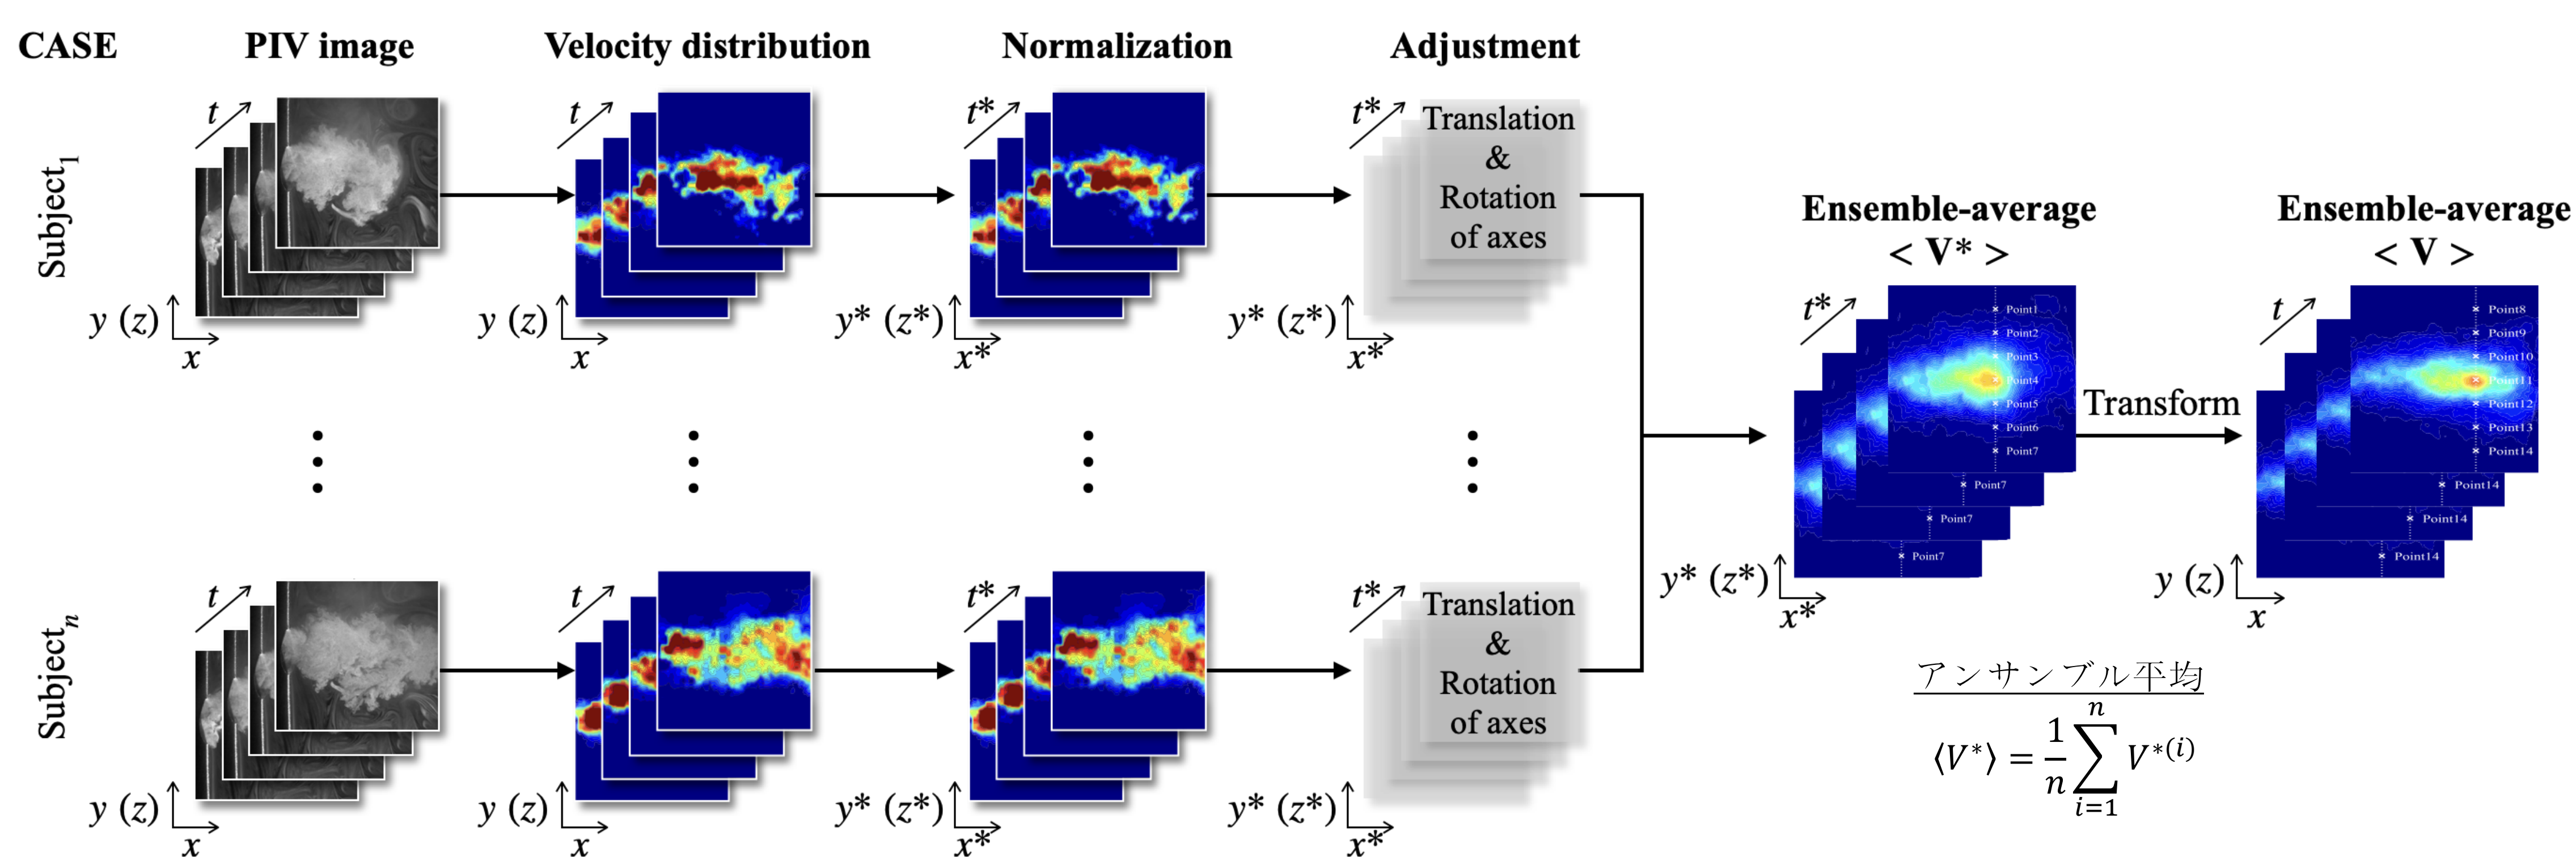 CASE
PIV image
Velocity distribution
Normalization
Adjustment
Subject1
t
y (z)
x
t
y (z)
x
t*
y* (z*)
x*
t*
Translation
&
Rotation
of axes
y* (z*)
x*
Subjectn
t
y (z)
x
t
y (z)
x
t*
y* (z*)
x*
t*
Translation
&
Rotation
of axes
y* (z*)
x*
Ensemble-average
< V* >
t*
Point1
Point2
Point3
Point4
Point5
Point6
Point7
Point7
Point7
Point7
y* (z*)
x*
Transform
Ensemble-average
< V >
t
Point8
Point9
Point10
Point11
Point12
Point13
Point14
Point14
Point14
Point14
y (z)
x
アンサンブル平均
⟨V*⟩ = 1/n ∑_{i=1}^{n} V*(i)